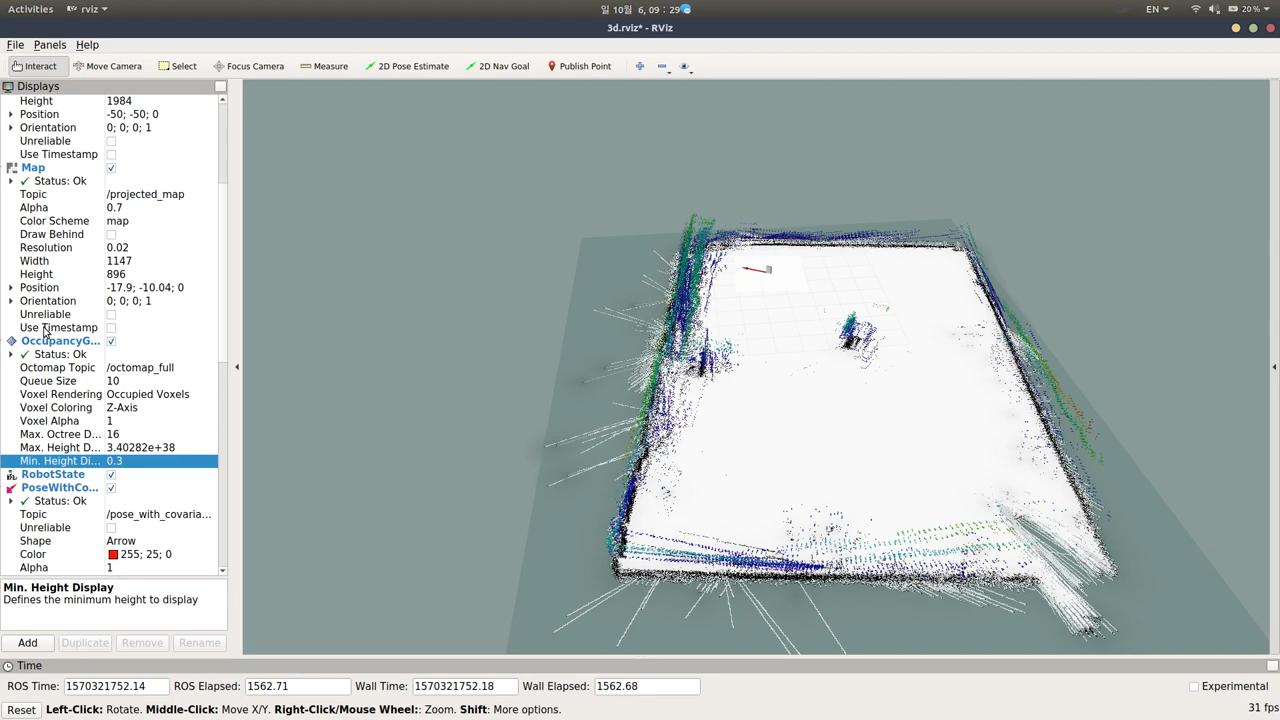 Activities rviz 일 10월 6, 09 : 29 EN 20 %
3d.rviz* - RViz
File Panels Help
Interact Move Camera Select Focus Camera Measure 2D Pose Estimate 2D Nav Goal Publish Point
Displays
Height 1984
Position -50; -50; 0
Orientation 0; 0; 0; 1
Unreliable
Use Timestamp
Map
Status: Ok
Topic /projected_map
Alpha 0.7
Color Scheme map
Draw Behind
Resolution 0.02
Width 1147
Height 896
Position -17.9; -10.04; 0
Orientation 0; 0; 0; 1
Unreliable
Use Timestamp
OccupancyG...
Status: Ok
Octomap Topic /octomap_full
Queue Size 10
Voxel Rendering Occupied Voxels
Voxel Coloring Z-Axis
Voxel Alpha 1
Max. Octree D... 16
Max. Height D... 3.40282e+38
Min. Height Di... 0.3
RobotState
PoseWithCo...
Status: Ok
Topic /pose_with_covaria...
Unreliable
Shape Arrow
Color 255; 25; 0
Alpha 1
Min. Height Display
Defines the minimum height to display
Add Duplicate Remove Rename
Time
ROS Time: 1570321752.14 ROS Elapsed: 1562.71 Wall Time: 1570321752.18 Wall Elapsed: 1562.68 Experimental
Reset Left-Click: Rotate. Middle-Click: Move X/Y. Right-Click/Mouse Wheel:: Zoom. Shift: More options. 31 fps